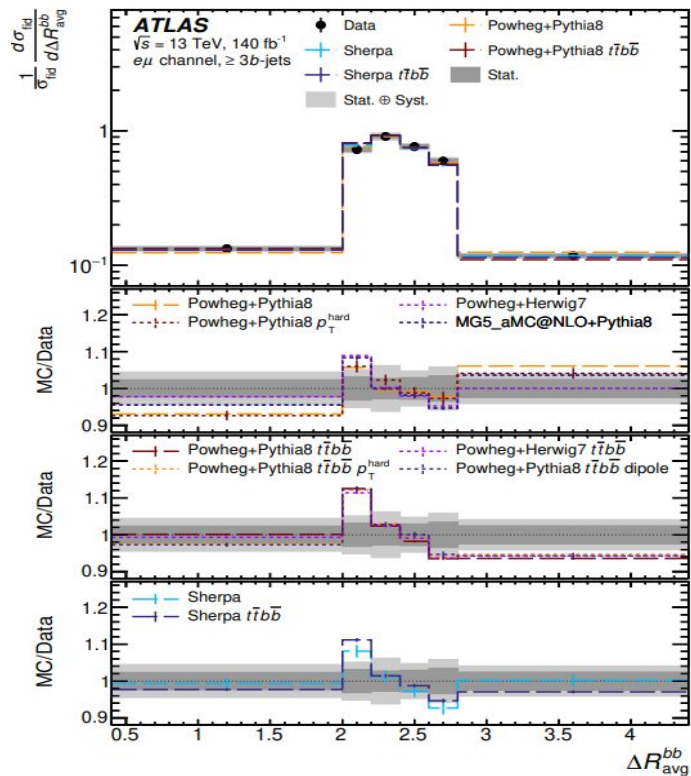 ATLAS
√s = 13 TeV, 140 fb⁻¹
eμ channel, ≥ 3b-jets
Data
Powheg+Pythia8
Sherpa
Powheg+Pythia8 tt̄bb̄
Sherpa tt̄bb̄
Stat.
Stat. ⊕ Syst.
1/σ_fid dσ_fid/dΔR^bb_avg
1
10⁻¹
MC/Data
1.2
1.1
1
0.9
Powheg+Pythia8
Powheg+Herwig7
Powheg+Pythia8 p_T^hard
MG5_aMC@NLO+Pythia8
MC/Data
1.2
1.1
1
0.9
Powheg+Pythia8 tt̄bb̄
Powheg+Herwig7 tt̄bb̄
Powheg+Pythia8 tt̄bb̄ p_T^hard
Powheg+Pythia8 tt̄bb̄ dipole
MC/Data
1.2
1.1
1
0.9
Sherpa
Sherpa tt̄bb̄
0.5 1 1.5 2 2.5 3 3.5 4
ΔR^bb_avg